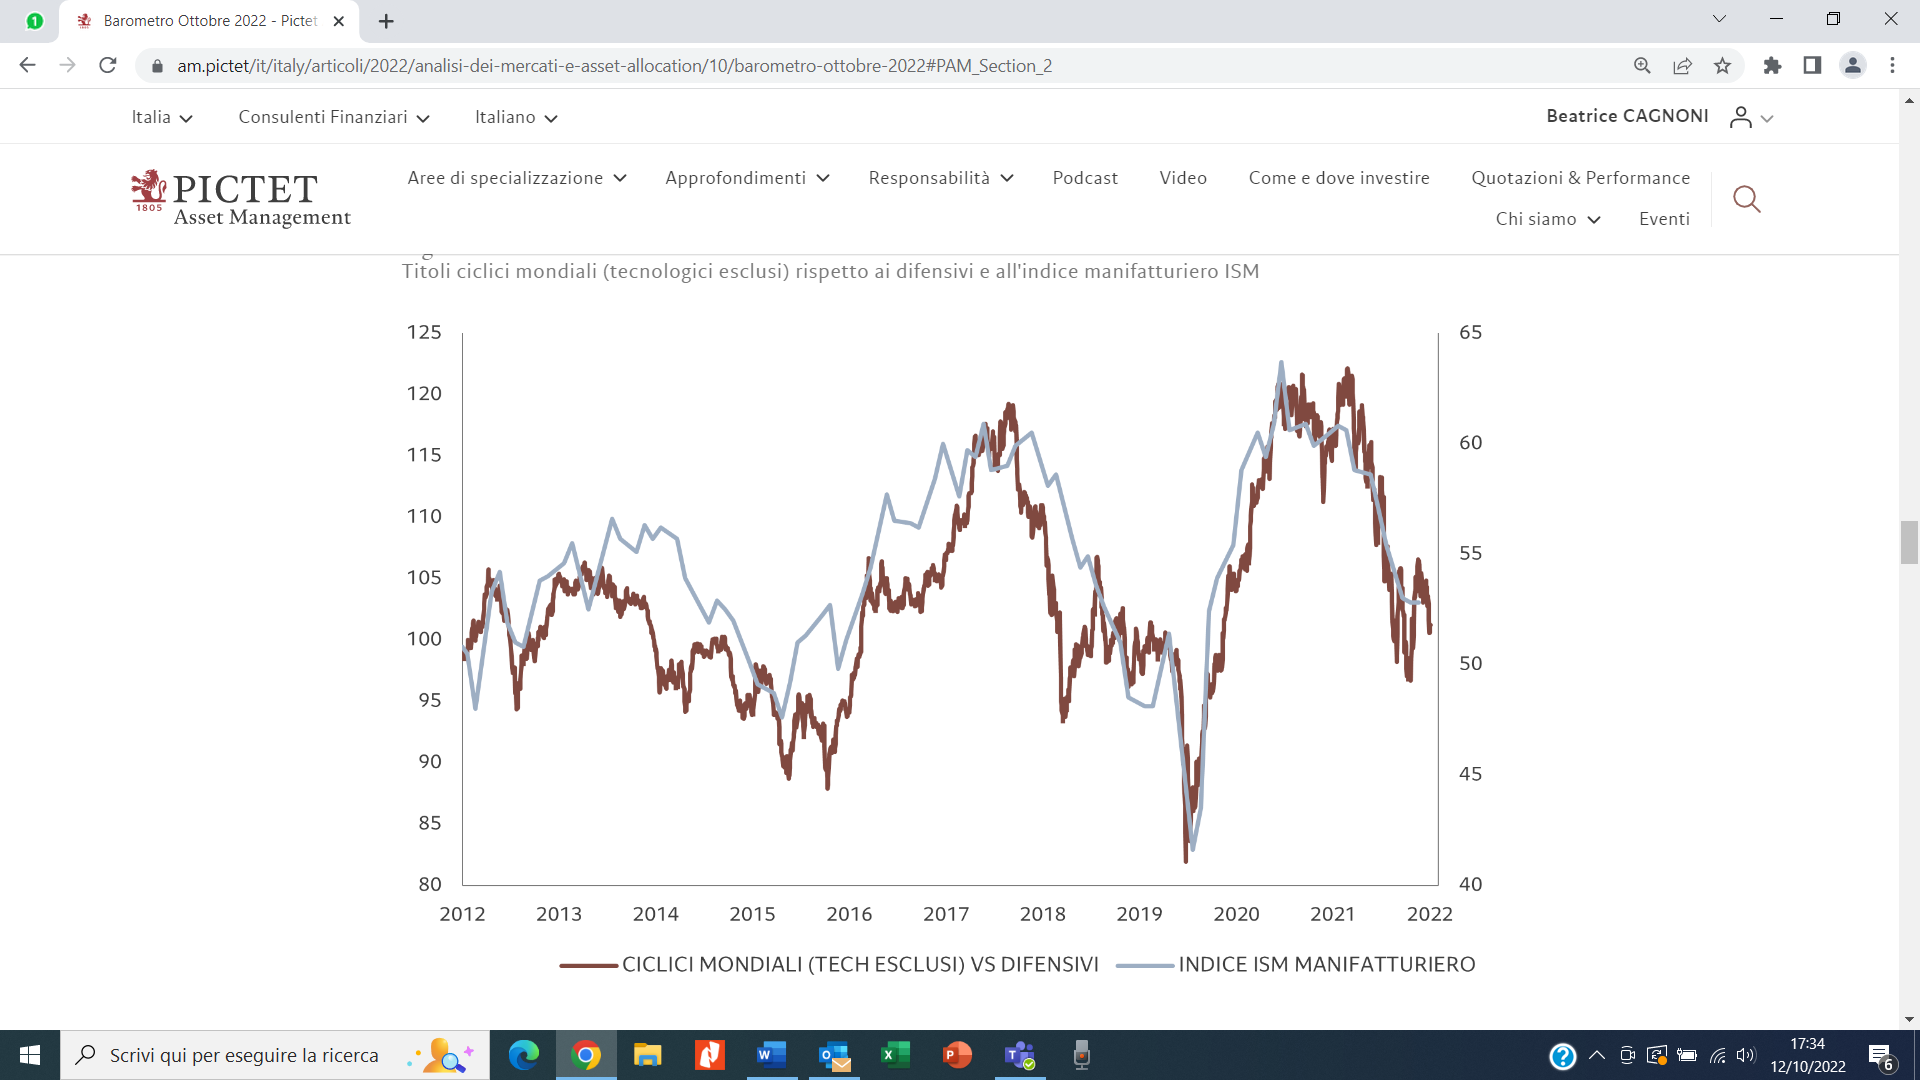 1
Barometro Ottobre 2022 - Pictet
am.pictet/it/italy/articoli/2022/analisi-dei-mercati-e-asset-allocation/10/barometro-ottobre-2022#PAM_Section_2
Italia
Consulenti Finanziari
Italiano
Beatrice CAGNONI
1805
PICTET
Asset Management
Aree di specializzazione
Approfondimenti
Responsabilità
Podcast
Video
Come e dove investire
Quotazioni & Performance
Chi siamo
Eventi
Titoli ciclici mondiali (tecnologici esclusi) rispetto ai difensivi e all'indice manifatturiero ISM
125
120
115
110
105
100
95
90
85
80
65
60
55
50
45
40
2012 2013 2014 2015 2016 2017 2018 2019 2020 2021 2022
CICLICI MONDIALI (TECH ESCLUSI) VS DIFENSIVI
INDICE ISM MANIFATTURIERO
Scrivi qui per eseguire la ricerca
17:34
12/10/2022
6